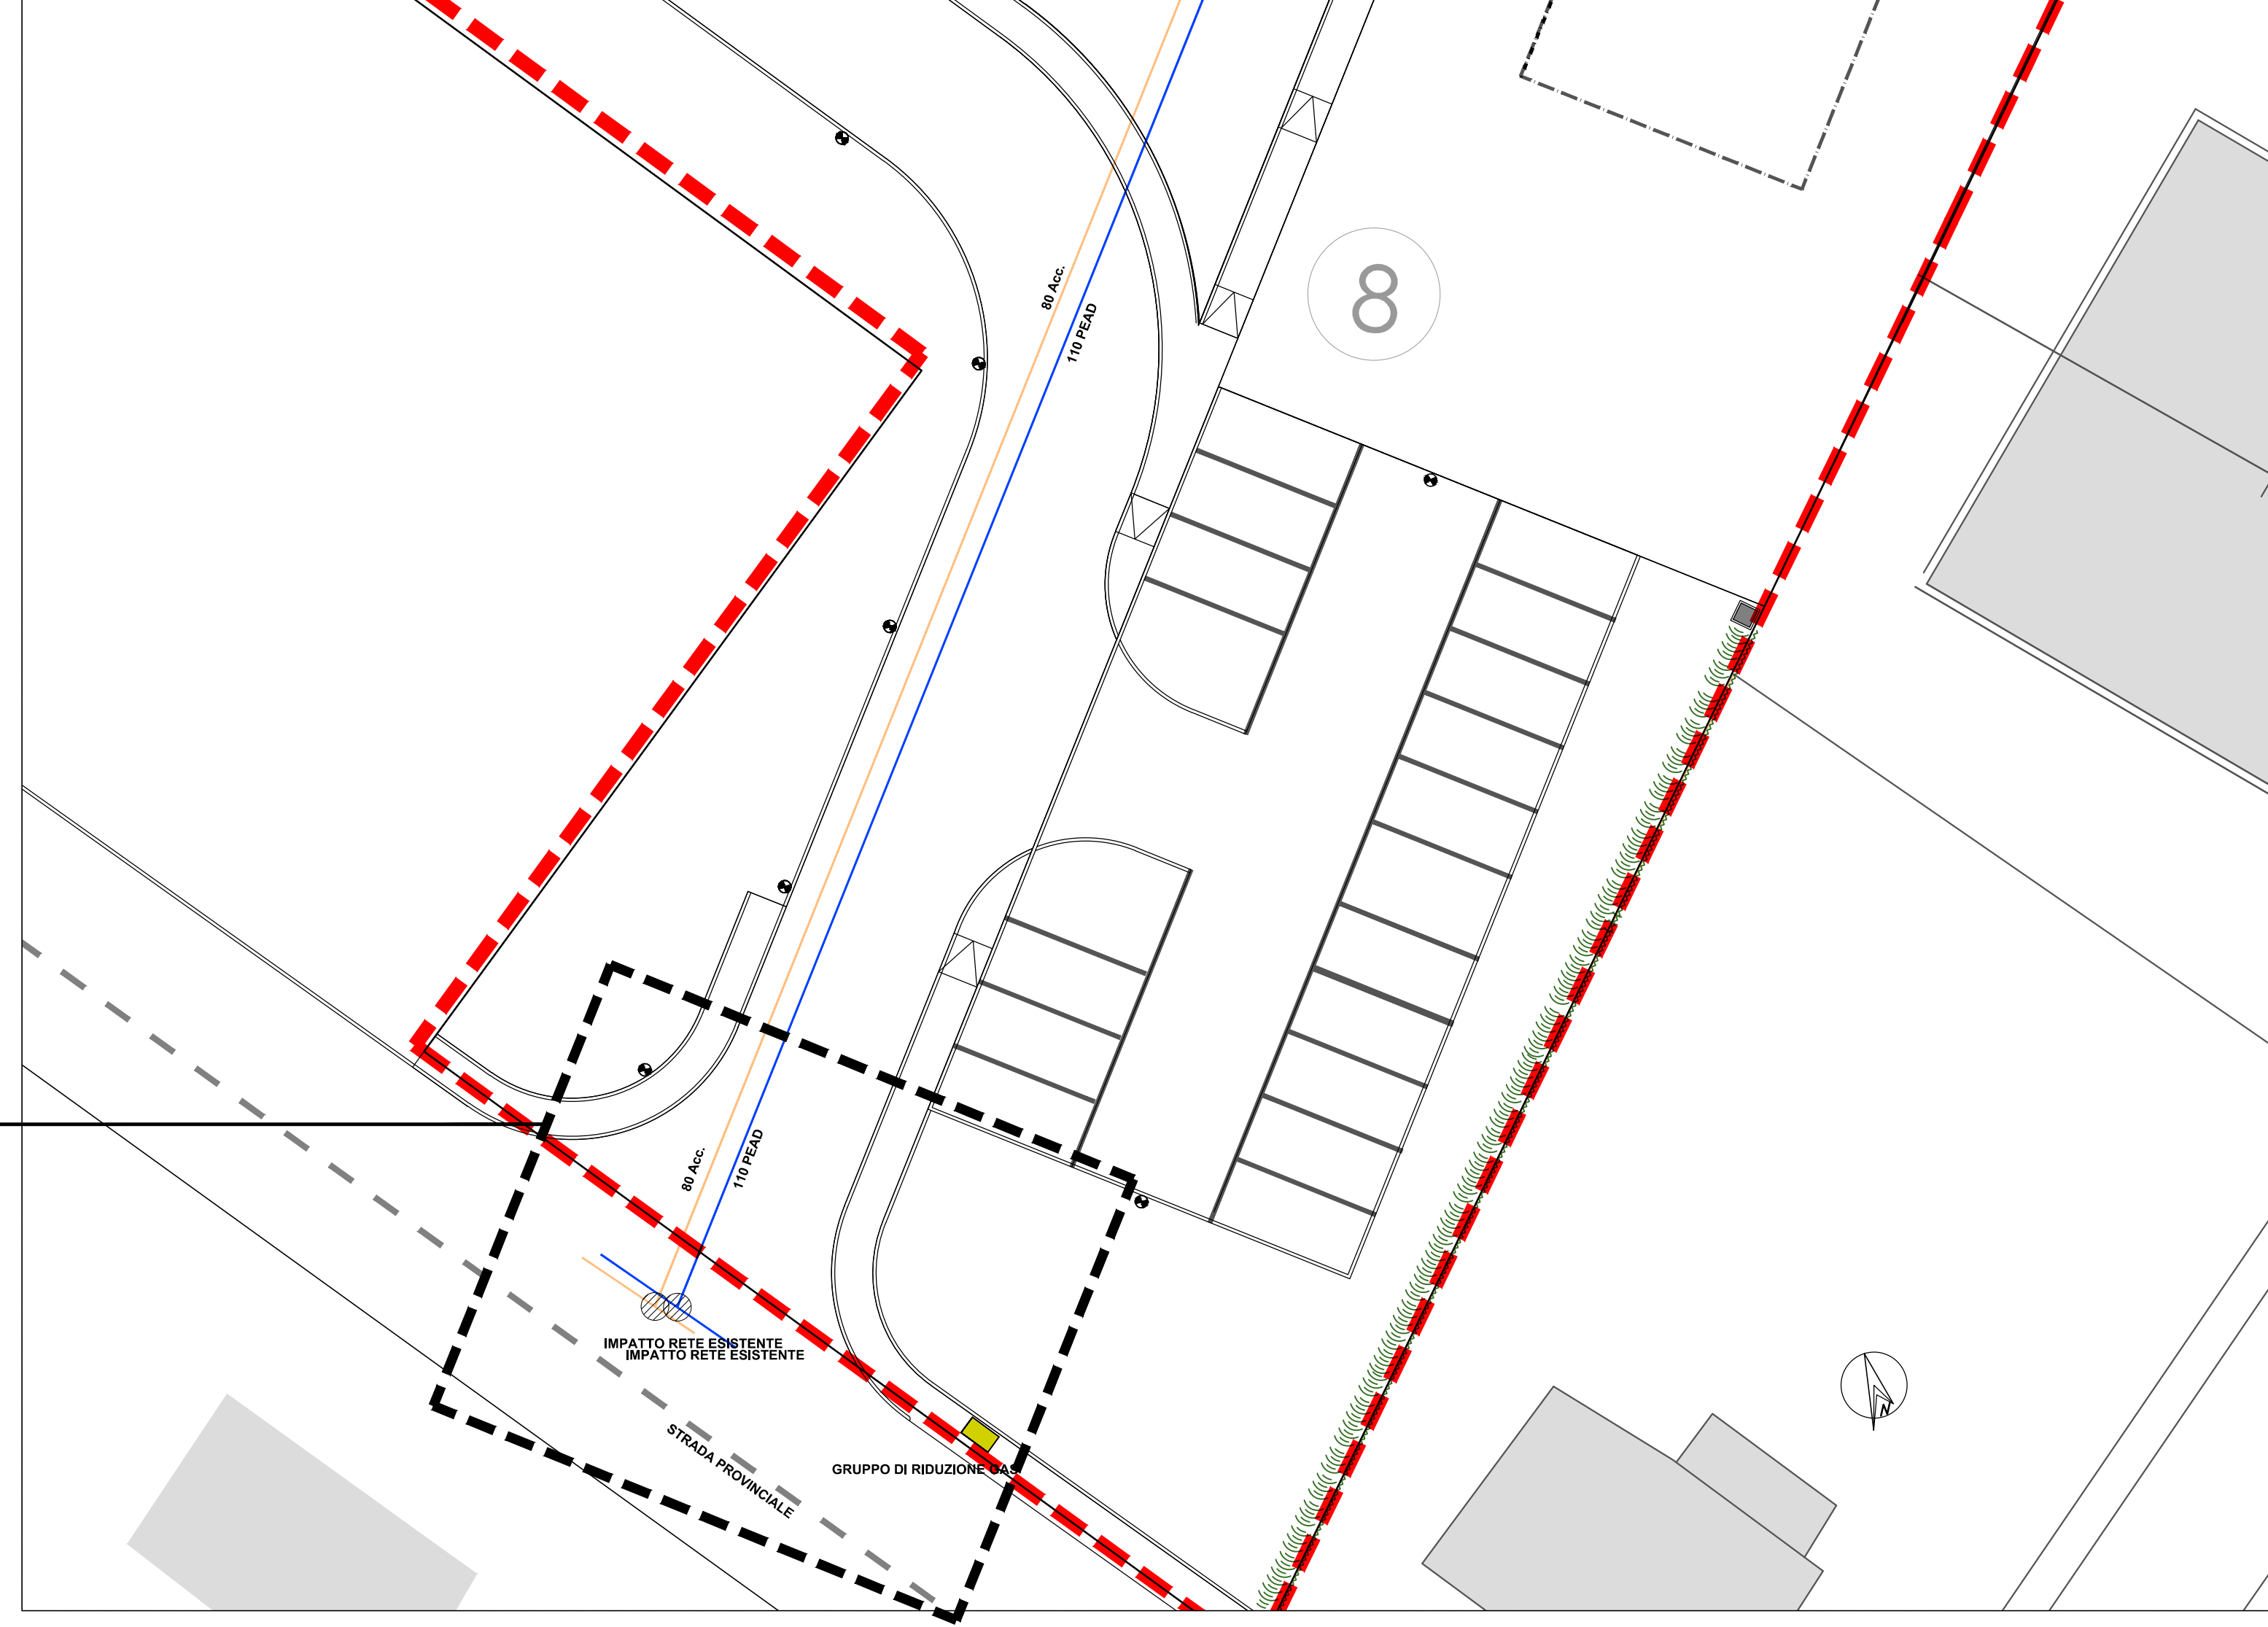 80 Acc.
110 PEAD
8
80 Acc.
110 PEAD
IMPATTO RETE ESISTENTE
IMPATTO RETE ESISTENTE
STRADA PROVINCIALE
GRUPPO DI RIDUZIONE GAS
N